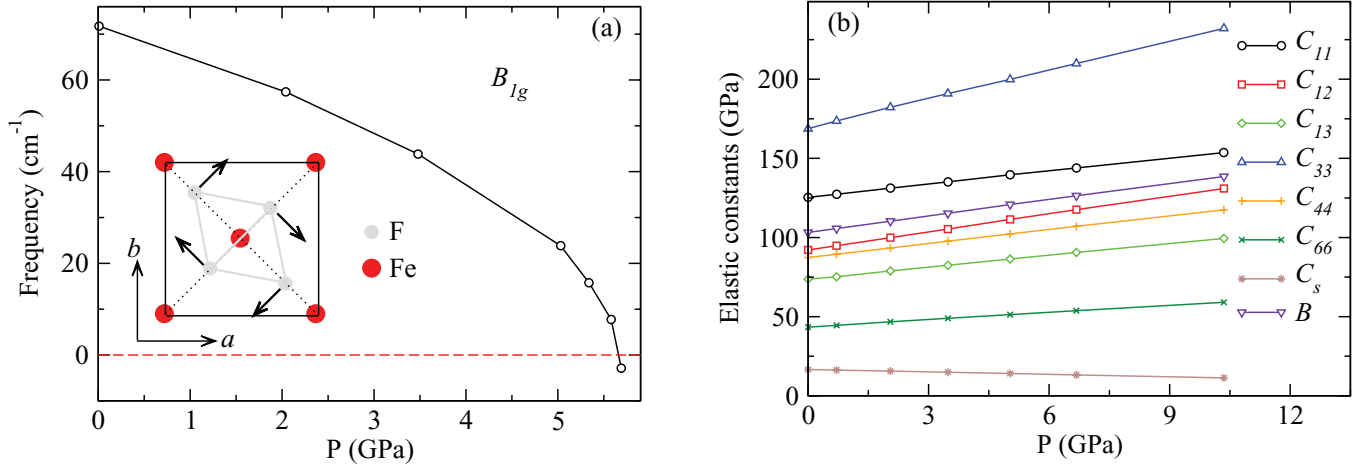 (a)
B1g
Frequency (cm-1)
60
40
20
0
F
Fe
b
a
0 1 2 3 4 5
P (GPa)
(b)
Elastic constants (GPa)
200
150
100
50
0
C11
C12
C13
C33
C44
C66
Cs
B
0 3 6 9 12
P (GPa)